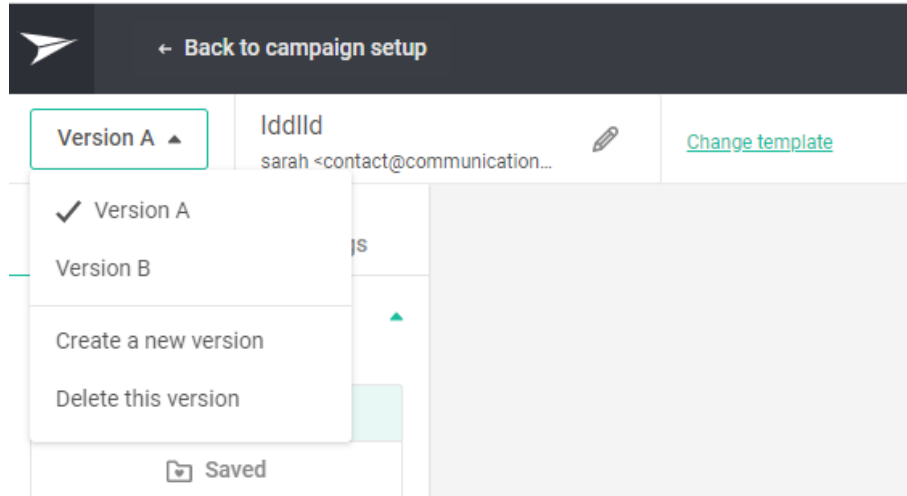 ← Back to campaign setup
Version A
lddlld
sarah <contact@communication...
Change template
Version A
Version B
gs
Create a new version
Delete this version
Saved